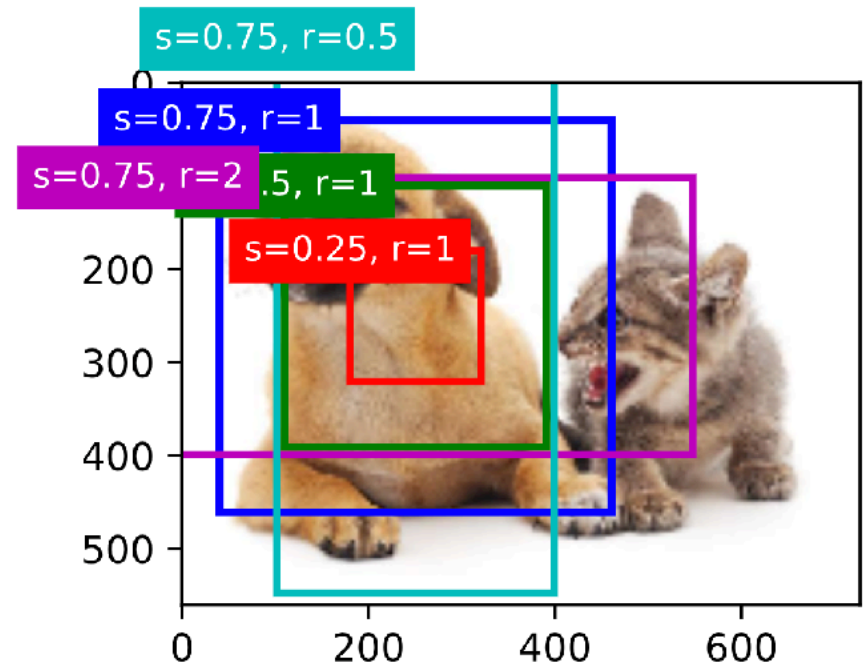 s=0.75, r=0.5
0
s=0.75, r=1
s=0.75, r=2
.5, r=1
s=0.25, r=1
200
300
400
500
0 200 400 600